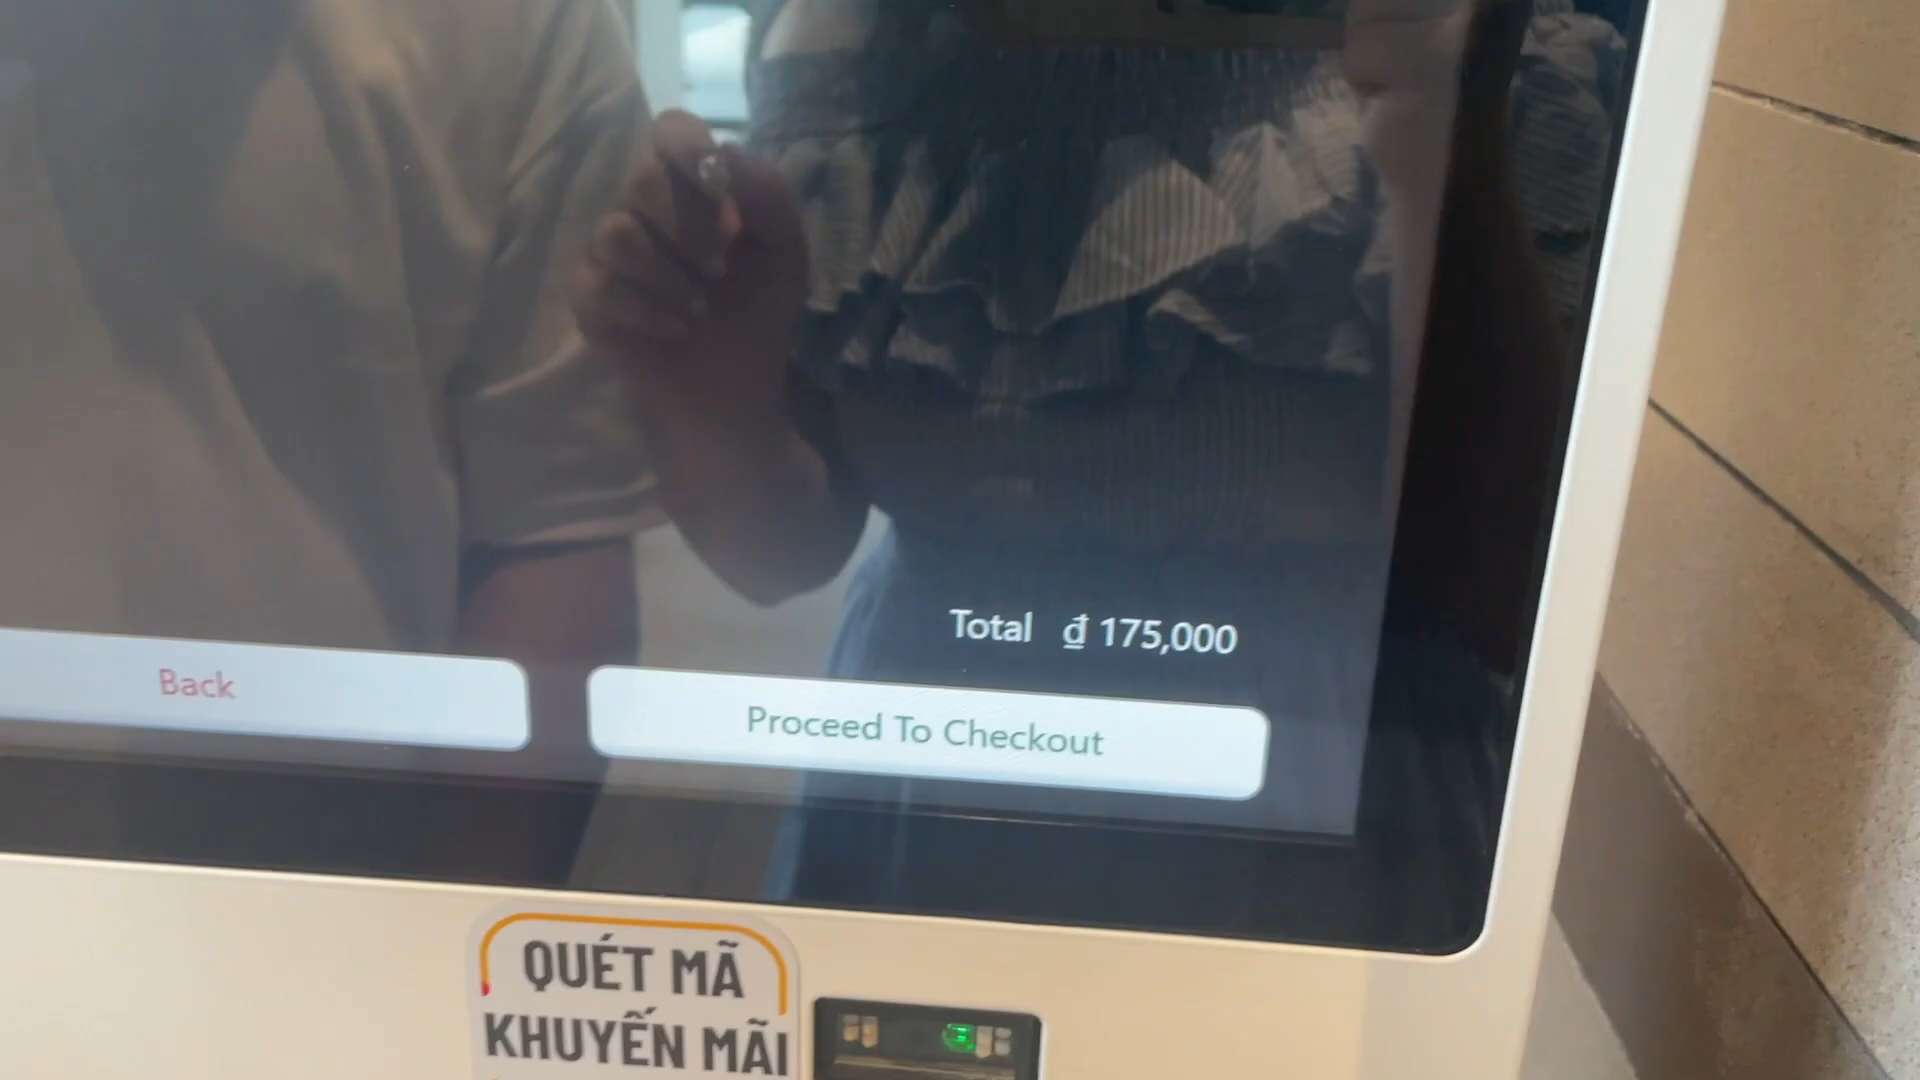 Total ₫ 175,000
Back
Proceed To Checkout
QUÉT MÃ
KHUYẾN MÃI